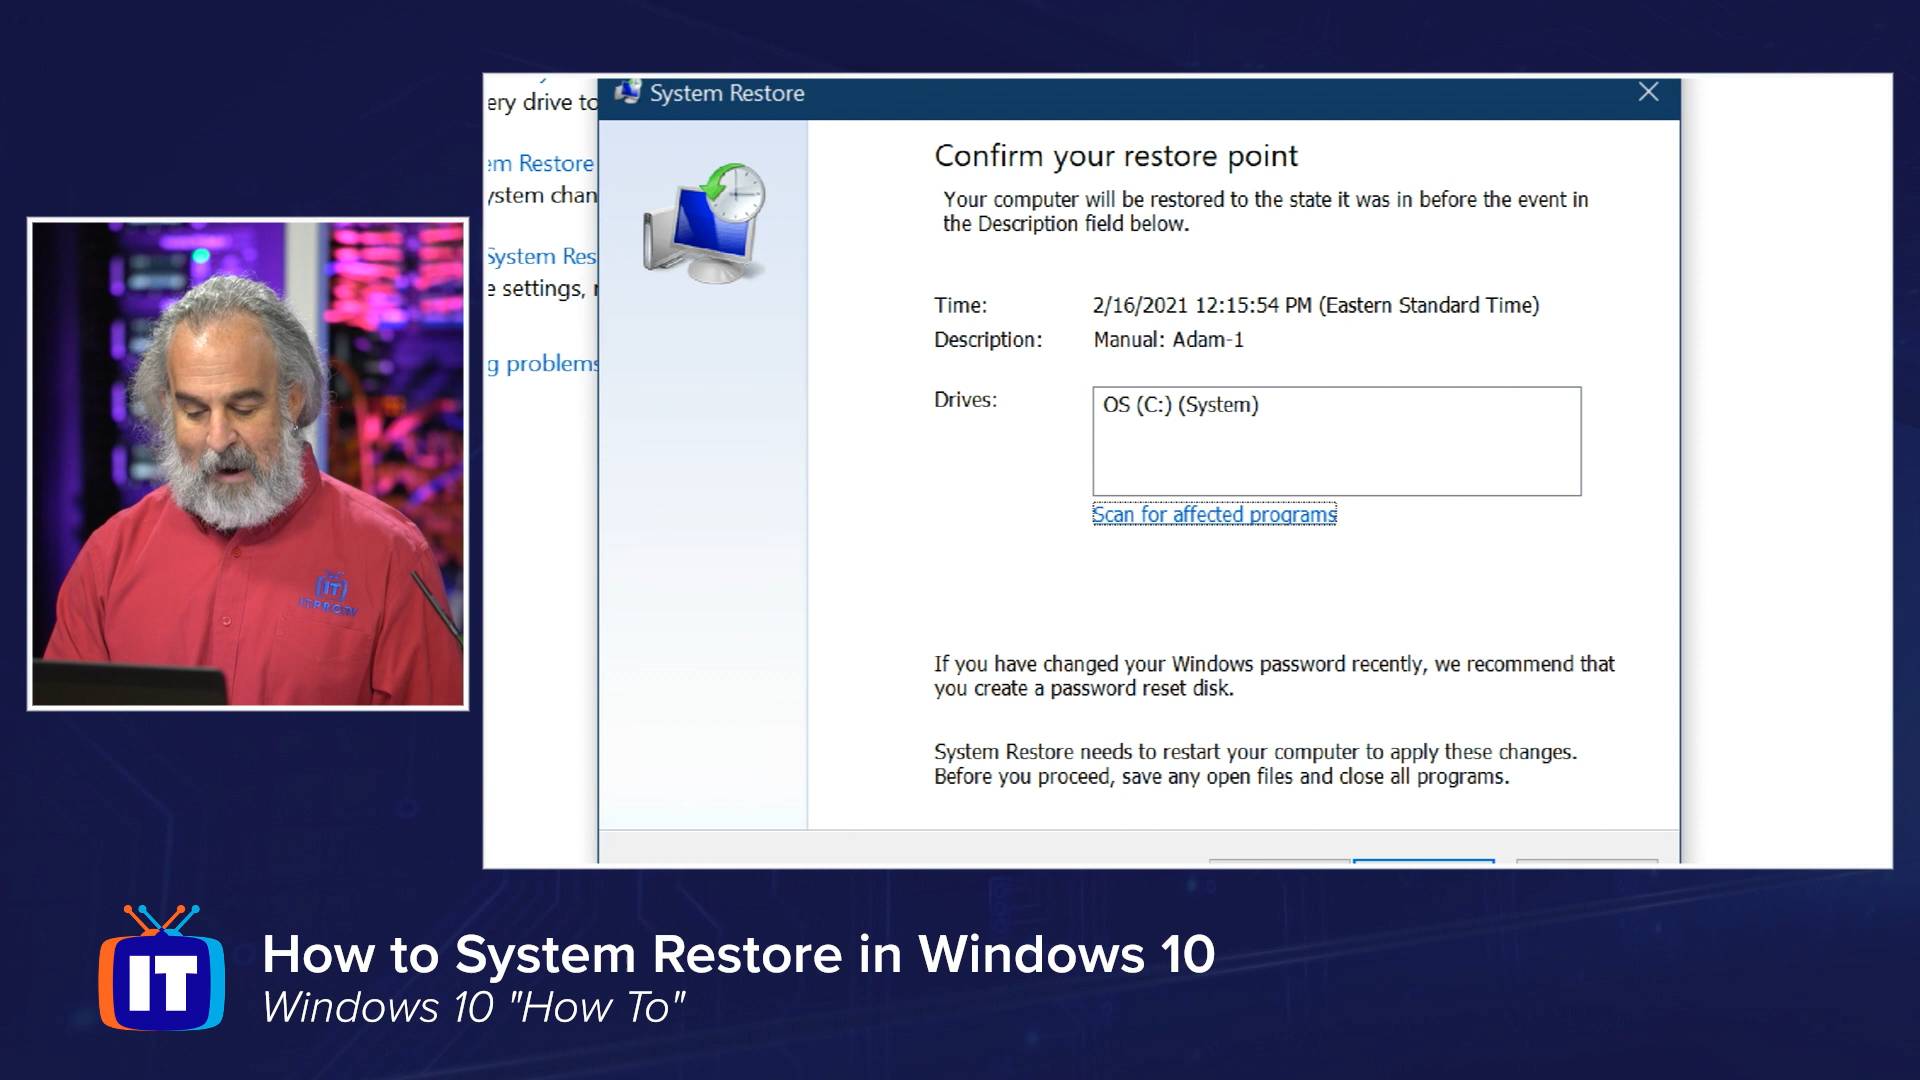 ery drive to
em Restore
ystem chan
System Res
e settings, r
g problems
System Restore
Confirm your restore point
Your computer will be restored to the state it was in before the event in
the Description field below.
Time: 2/16/2021 12:15:54 PM (Eastern Standard Time)
Description: Manual: Adam-1
Drives: OS (C:) (System)
Scan for affected programs
If you have changed your Windows password recently, we recommend that
you create a password reset disk.
System Restore needs to restart your computer to apply these changes.
Before you proceed, save any open files and close all programs.
IT
ITPRO.TV
IT
How to System Restore in Windows 10
Windows 10 "How To"